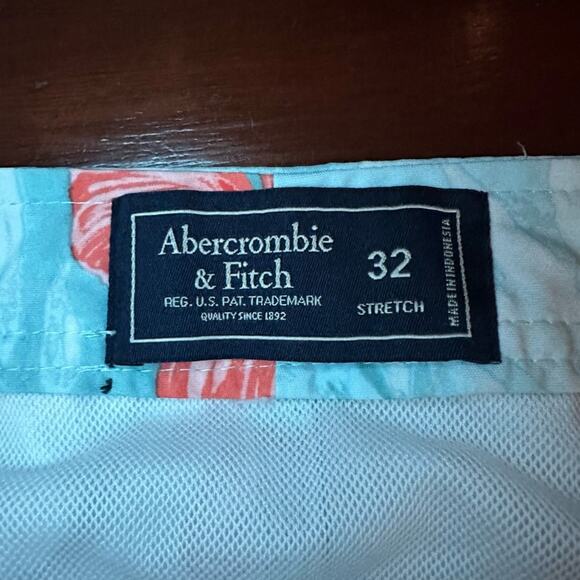 Abercrombie
& Fitch
REG. U.S. PAT. TRADEMARK
QUALITY SINCE 1892
32
STRETCH
MADE IN INDONESIA